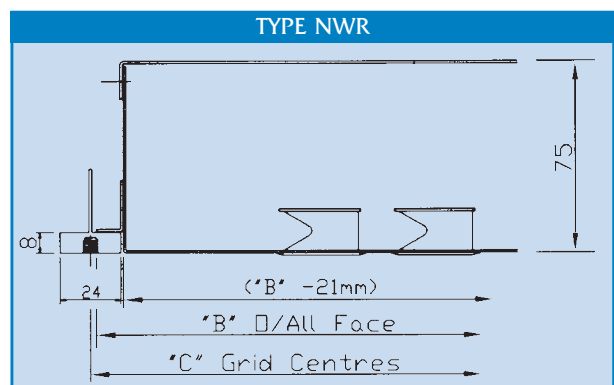 TYPE NWR
75
8
24
("B" -21mm)
"B" O/All Face
"C" Grid Centres